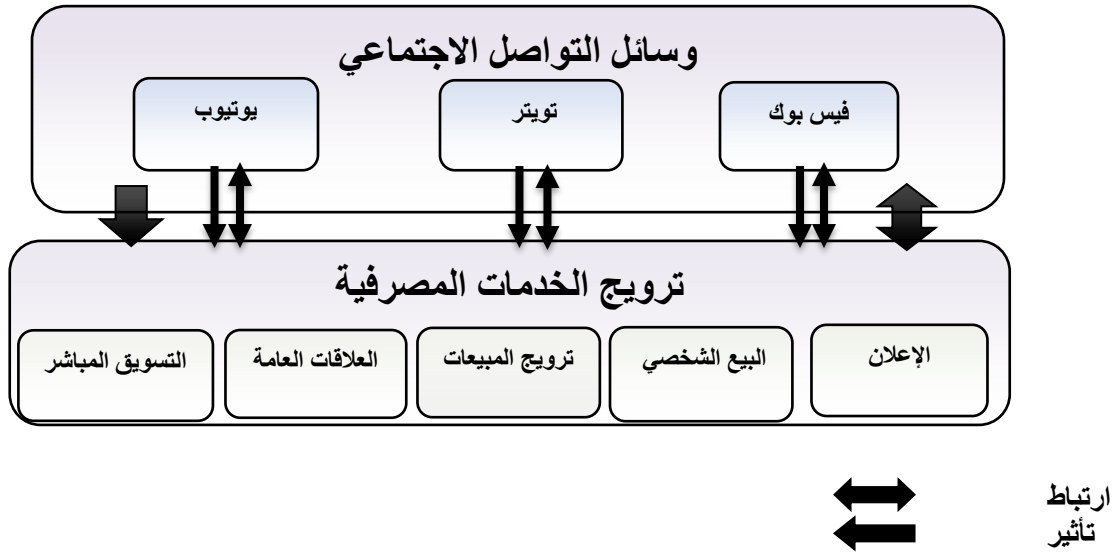 وسائل التواصل الاجتماعي
فيس بوك
تويتر
يوتيوب
ترويج الخدمات المصرفية
الإعلان
البيع الشخصي
ترويج المبيعات
العلاقات العامة
التسويق المباشر
ارتباط
تأثير